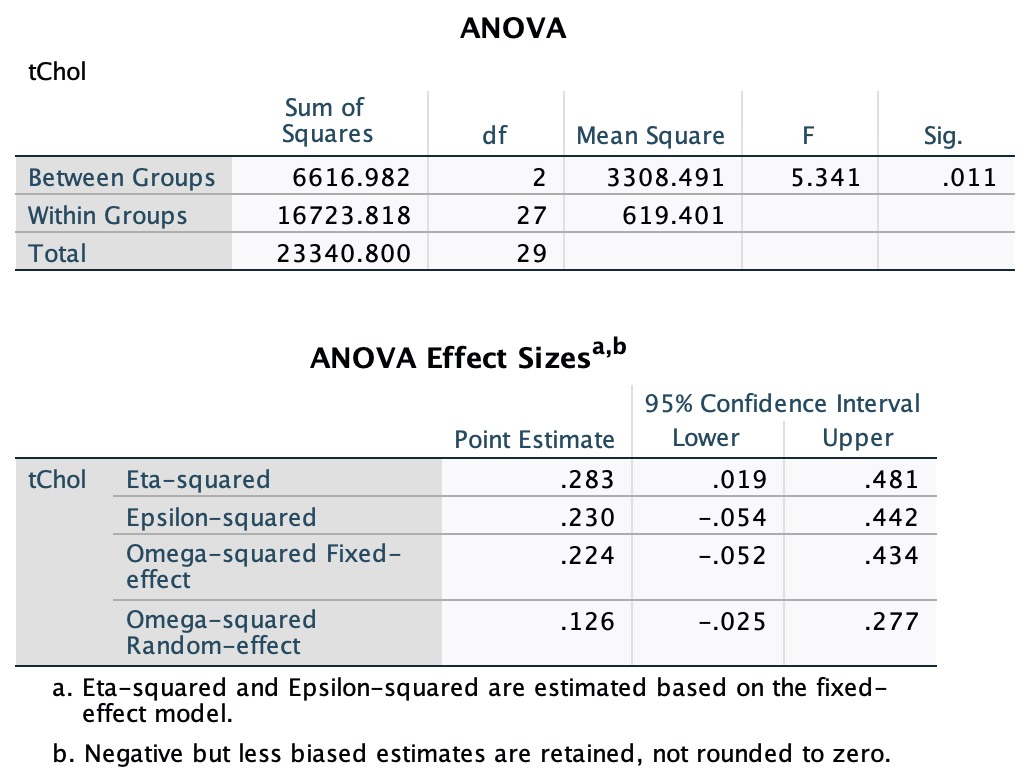 ANOVA
tChol
Sum of
Squares df Mean Square F Sig.
Between Groups 6616.982 2 3308.491 5.341 .011
Within Groups 16723.818 27 619.401
Total 23340.800 29
ANOVA Effect Sizesa,b
95% Confidence Interval
Point Estimate Lower Upper
tChol Eta-squared .283 .019 .481
Epsilon-squared .230 -.054 .442
Omega-squared Fixed-
effect .224 -.052 .434
Omega-squared
Random-effect .126 -.025 .277
a. Eta-squared and Epsilon-squared are estimated based on the fixed-
effect model.
b. Negative but less biased estimates are retained, not rounded to zero.